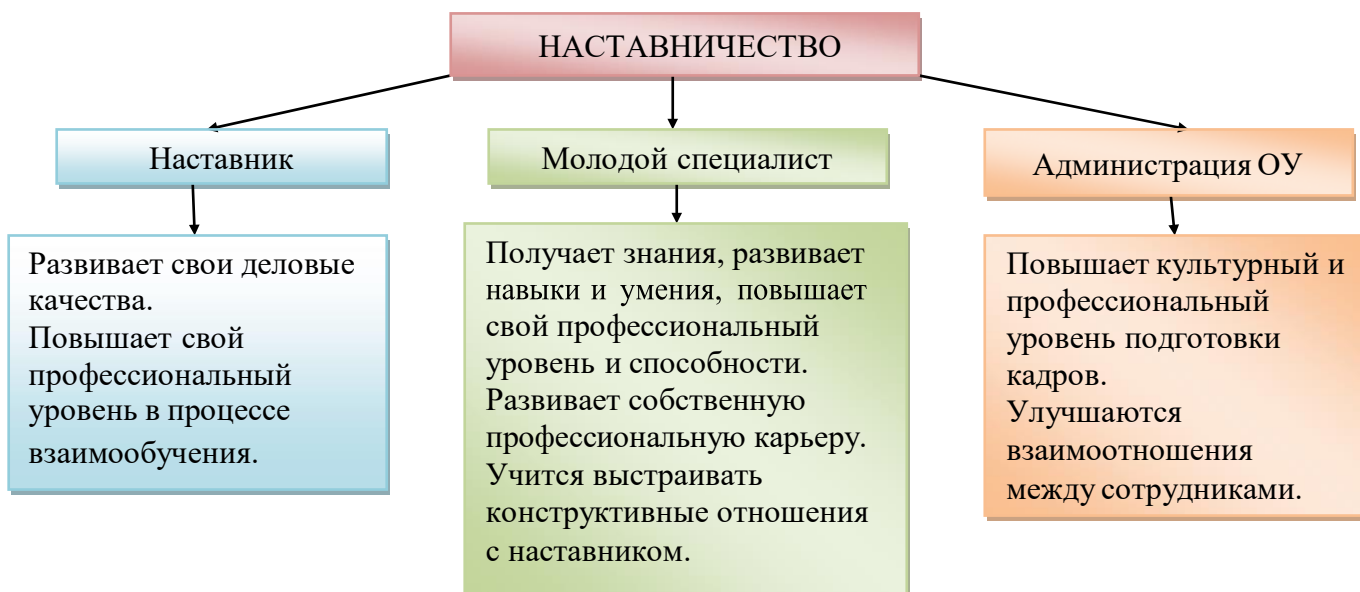 НАСТАВНИЧЕСТВО
Наставник
Молодой специалист
Администрация ОУ
Развивает свои деловые
качества.
Повышает свой
профессиональный
уровень в процессе
взаимообучения.
Получает знания, развивает
навыки и умения, повышает
свой профессиональный
уровень и способности.
Развивает собственную
профессиональную карьеру.
Учится выстраивать
конструктивные отношения
с наставником.
Повышает культурный и
профессиональный
уровень подготовки
кадров.
Улучшаются
взаимоотношения
между сотрудниками.